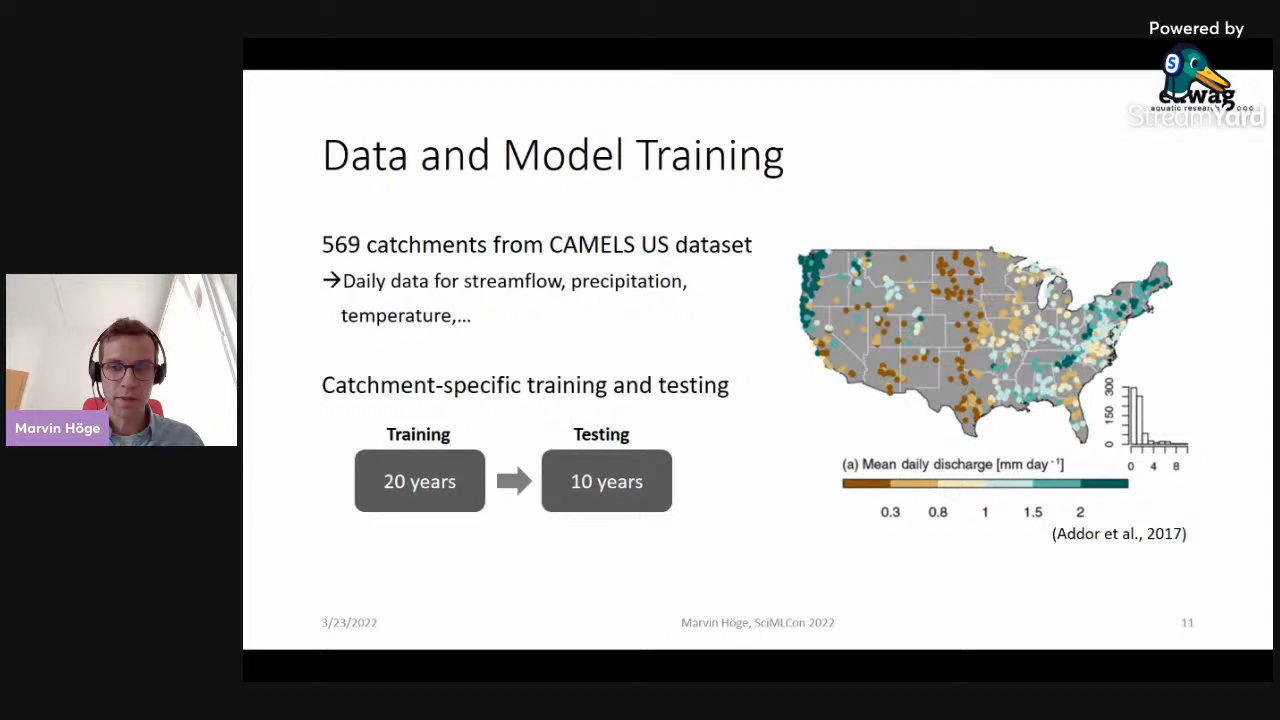 Powered by
eawag
aquatic research
StreamYard
Data and Model Training
569 catchments from CAMELS US dataset
→Daily data for streamflow, precipitation,
temperature,...
Catchment-specific training and testing
Training
Testing
20 years
10 years
300
150
0
0 4 8
(a) Mean daily discharge [mm day⁻¹]
0.3 0.8 1 1.5 2
(Addor et al., 2017)
Marvin Höge
3/23/2022
Marvin Höge, SciMLCon 2022
11